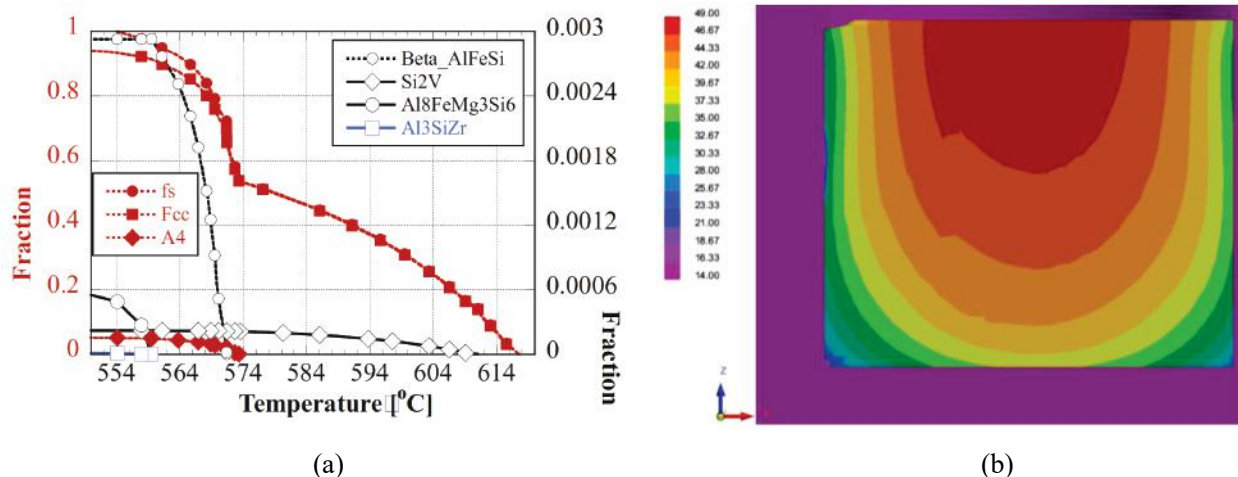 1
0.8
0.6
0.4
0.2
0
Fraction
0.003
0.0024
0.0018
0.0012
0.0006
0
Fraction
Beta_AlFeSi
Si2V
Al8FeMg3Si6
Al3SiZr
fs
Fcc
A4
554 564 574 584 594 604 614
Temperature [°C]
(a)
49.00
46.67
44.33
42.00
39.67
37.33
35.00
32.67
30.33
28.00
25.67
23.33
21.00
18.67
16.33
14.00
z
(b)